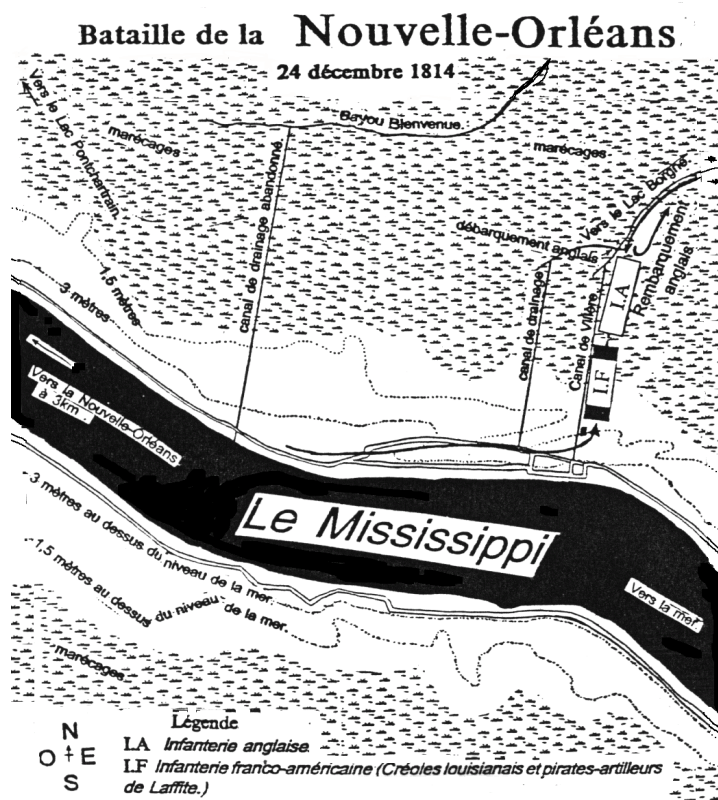 Bataille de la Nouvelle-Orléans
24 décembre 1814
Vers le Lac Pontchartrain.
marécages
Bayou Bienvenue.
marécages
Vers le Lac Borghe.
canal de drainage abandonné.
débarquement anglais
Rembarquement
anglais
I.A
canal de drainage
Canal de Villere
I.F
1,5 mètres
3 mètres
Vers la Nouvelle-Orléans
à 3km
Le Mississippi
Vers la mer.
3 mètres au dessus du niveau de la mer.
1,5 mètres au dessus du niveau de la mer.
marécages
N
O E
S
Légende
I.A Infanterie anglaise.
I.F Infanterie franco-américaine (Créoles louisianais et pirates-artilleurs
de Laffite.)